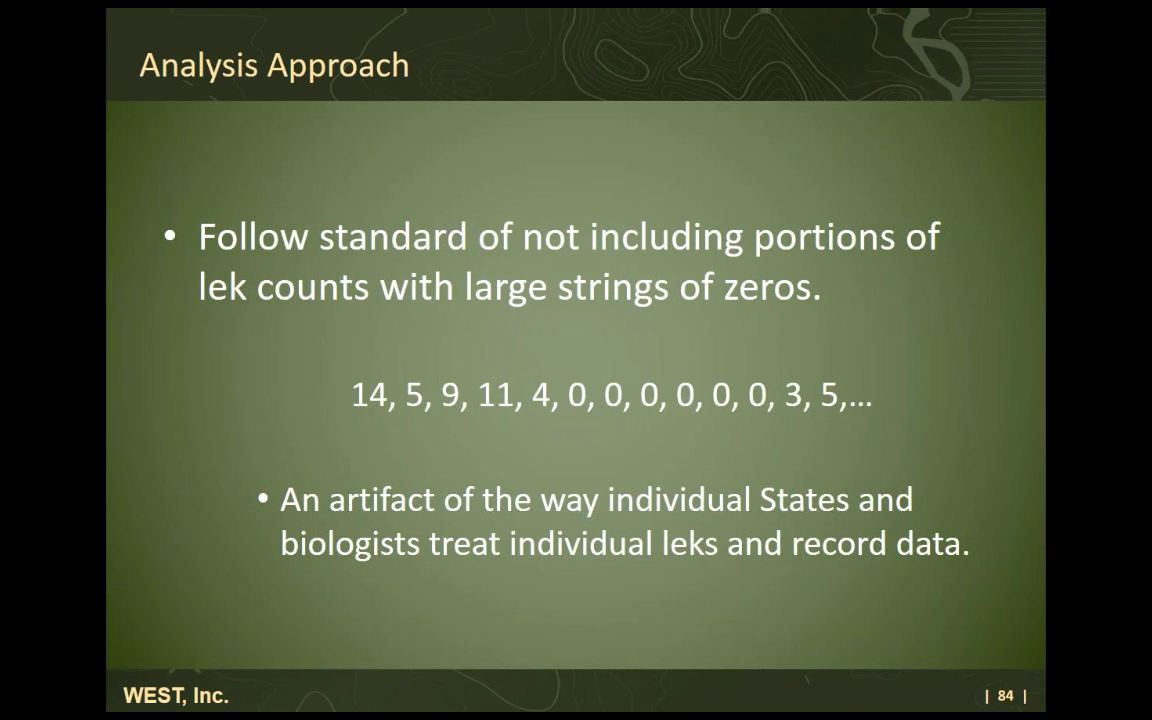 Analysis Approach
• Follow standard of not including portions of
lek counts with large strings of zeros.
14, 5, 9, 11, 4, 0, 0, 0, 0, 0, 0, 3, 5,...
• An artifact of the way individual States and
biologists treat individual leks and record data.
WEST, Inc.
| 84 |